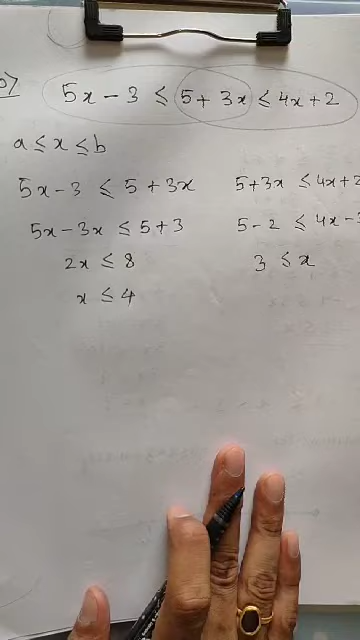 5x - 3 ≤ 5 + 3x ≤ 4x + 2
a ≤ x ≤ b
5x - 3 ≤ 5 + 3x
5x - 3x ≤ 5 + 3
2x ≤ 8
x ≤ 4
5 + 3x ≤ 4x + 2
5 - 2 ≤ 4x - 3
3 ≤ x